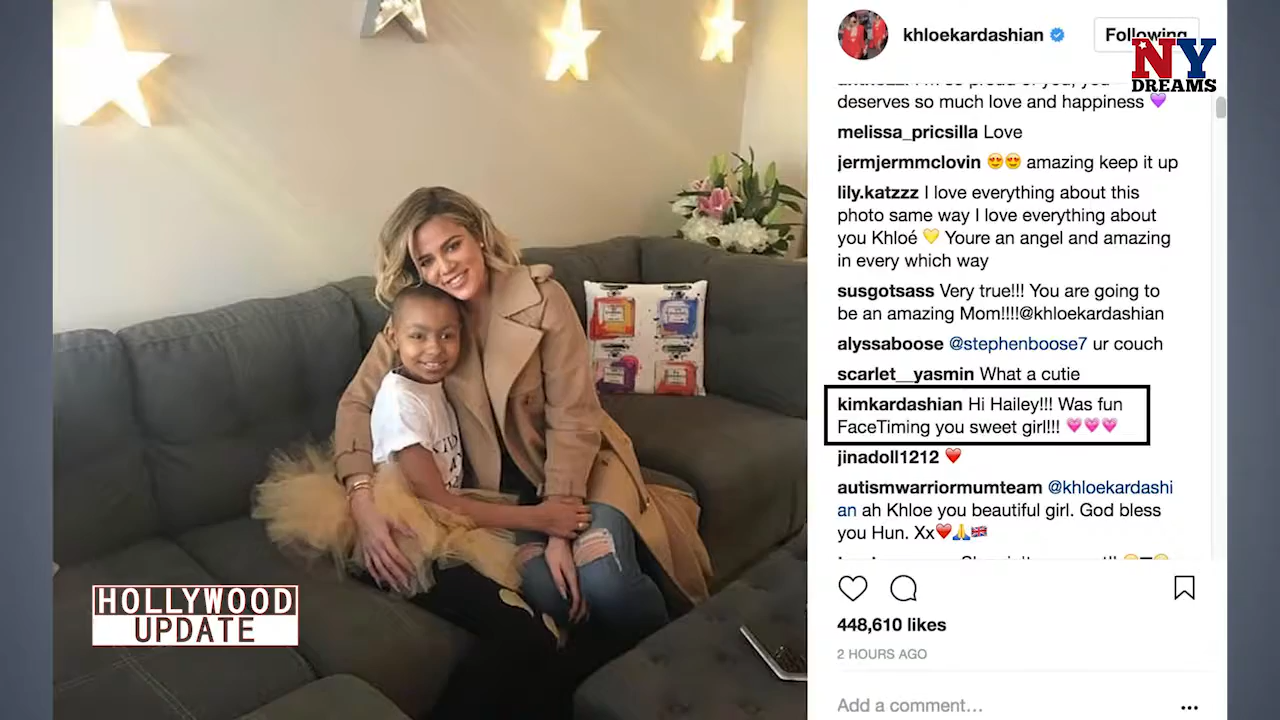 khloekardashian
Following
NY
DREAMS
deserves so much love and happiness 💜
melissa_pricsilla Love
jermjermmclovin 😍😍 amazing keep it up
lily.katzzz I love everything about this
photo same way I love everything about
you Khloé 💛 Youre an angel and amazing
in every which way
susgotsass Very true!!! You are going to
be an amazing Mom!!!!@khloekardashian
alyssaboose @stephenboose7 ur couch
scarlet__yasmin What a cutie
kimkardashian Hi Hailey!!! Was fun
FaceTiming you sweet girl!!! 💗💗💗
jinadoll1212 ❤️
autismwarriormumteam @khloekardashi
an ah Khloe you beautiful girl. God bless
you Hun. Xx❤️🙏🇬🇧
448,610 likes
2 HOURS AGO
Add a comment…
HOLLYWOOD
UPDATE